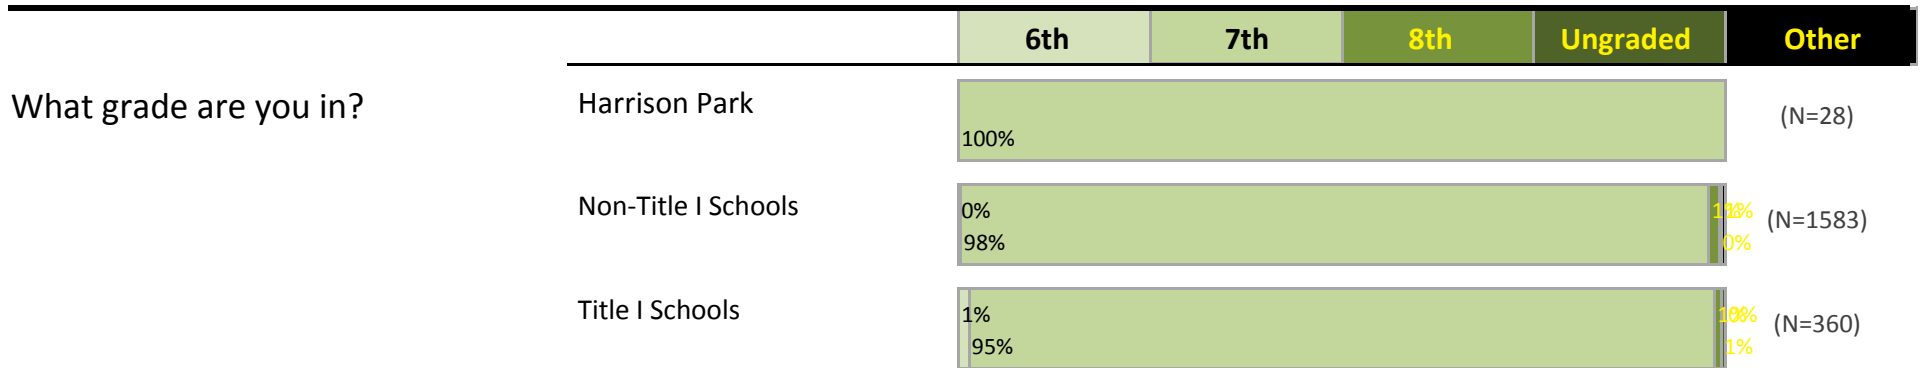 6th 7th 8th Ungraded Other
What grade are you in?
Harrison Park
100%
(N=28)
Non-Title I Schools
0%
98%
0%
(N=1583)
Title I Schools
1%
95%
1%
(N=360)